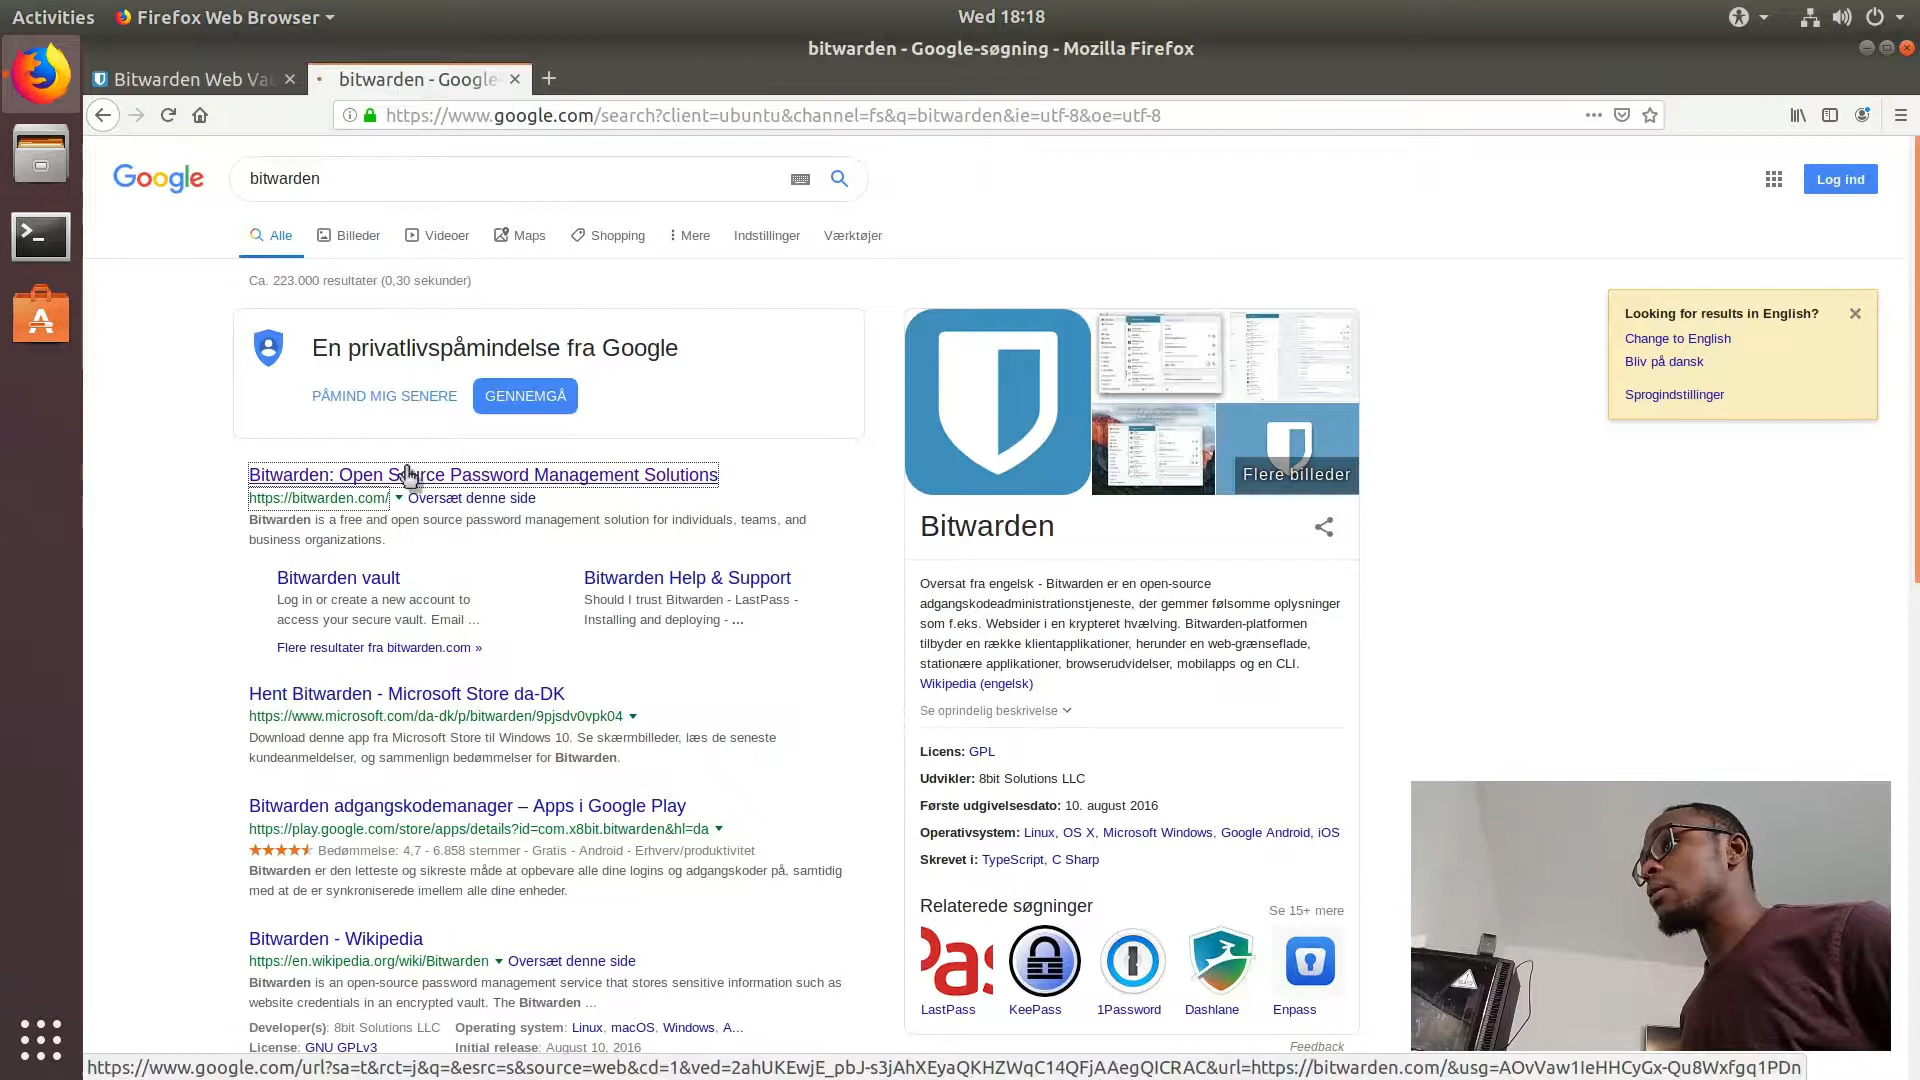 Activities
Firefox Web Browser
Wed 18:18
bitwarden - Google-søgning - Mozilla Firefox
Bitwarden Web Va
bitwarden - Google
https://www.google.com/search?client=ubuntu&channel=fs&q=bitwarden&ie=utf-8&oe=utf-8
Google
bitwarden
Log ind
Alle
Billeder
Videoer
Maps
Shopping
Mere
Indstillinger
Værktøjer
Ca. 223.000 resultater (0,30 sekunder)
En privatlivspåmindelse fra Google
PÅMIND MIG SENERE
GENNEMGÅ
Bitwarden: Open Source Password Management Solutions
https://bitwarden.com/
Oversæt denne side
Bitwarden is a free and open source password management solution for individuals, teams, and
business organizations.
Bitwarden vault
Log in or create a new account to
access your secure vault. Email ...
Bitwarden Help & Support
Should I trust Bitwarden - LastPass -
Installing and deploying - ...
Flere resultater fra bitwarden.com »
Hent Bitwarden - Microsoft Store da-DK
https://www.microsoft.com/da-dk/p/bitwarden/9pjsdv0vpk04
Download denne app fra Microsoft Store til Windows 10. Se skærmbilleder, læs de seneste
kundeanmeldelser, og sammenlign bedømmelser for Bitwarden.
Bitwarden adgangskodemanager – Apps i Google Play
https://play.google.com/store/apps/details?id=com.x8bit.bitwarden&hl=da
Bedømmelse: 4,7 - 6.858 stemmer - Gratis - Android - Erhverv/produktivitet
Bitwarden er den letteste og sikreste måde at opbevare alle dine logins og adgangskoder på, samtidig
med at de er synkroniserede imellem alle dine enheder.
Bitwarden - Wikipedia
https://en.wikipedia.org/wiki/Bitwarden
Oversæt denne side
Bitwarden is an open-source password management service that stores sensitive information such as
website credentials in an encrypted vault. The Bitwarden ...
Developer(s): 8bit Solutions LLC
Operating system: Linux, macOS, Windows, A...
License: GNU GPLv3
Initial release: August 10, 2016
Flere billeder
Bitwarden
Oversat fra engelsk - Bitwarden er en open-source
adgangskodeadministrationstjeneste, der gemmer følsomme oplysninger
som f.eks. Websider i en krypteret hvælving. Bitwarden-platformen
tilbyder en række klientapplikationer, herunder en web-grænseflade,
stationære applikationer, browserudvidelser, mobilapps og en CLI.
Wikipedia (engelsk)
Se oprindelig beskrivelse
Licens: GPL
Udvikler: 8bit Solutions LLC
Første udgivelsesdato: 10. august 2016
Operativsystem: Linux, OS X, Microsoft Windows, Google Android, iOS
Skrevet i: TypeScript, C Sharp
Relaterede søgninger
Se 15+ mere
Pas
LastPass
KeePass
1Password
Dashlane
Enpass
Feedback
Looking for results in English?
Change to English
Bliv på dansk
Sprogindstillinger
https://www.google.com/url?sa=t&rct=j&q=&esrc=s&source=web&cd=1&ved=2ahUKEwjE_pbJ-s3jAhXEyaQKHZWqC14QFjAAegQICRAC&url=https://bitwarden.com/&usg=AOvVaw1IeHHCyGx-Qu8Wxfgq1PDn